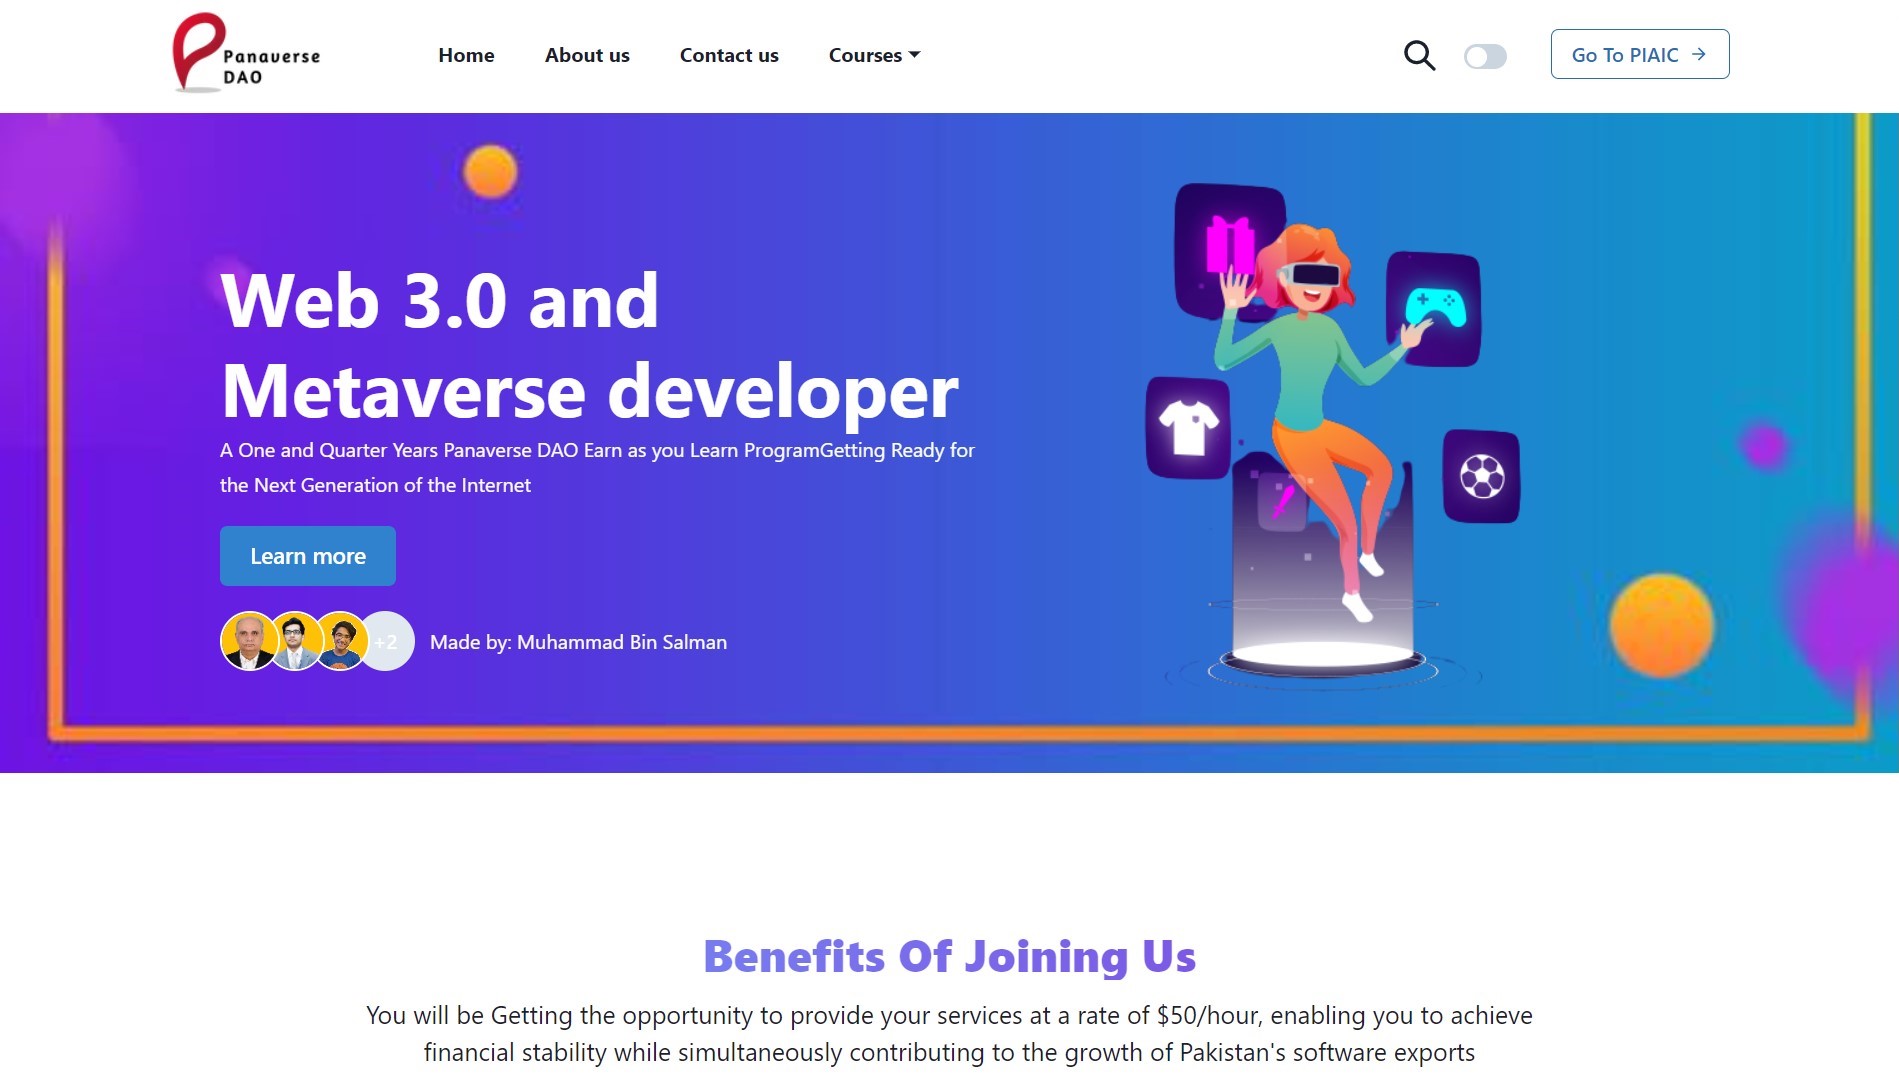 Panaverse
DAO
Home
About us
Contact us
Courses
Go To PIAIC
Web 3.0 and
Metaverse developer
A One and Quarter Years Panaverse DAO Earn as you Learn ProgramGetting Ready for
the Next Generation of the Internet
Learn more
+2
Made by: Muhammad Bin Salman
Benefits Of Joining Us
You will be Getting the opportunity to provide your services at a rate of $50/hour, enabling you to achieve
financial stability while simultaneously contributing to the growth of Pakistan's software exports